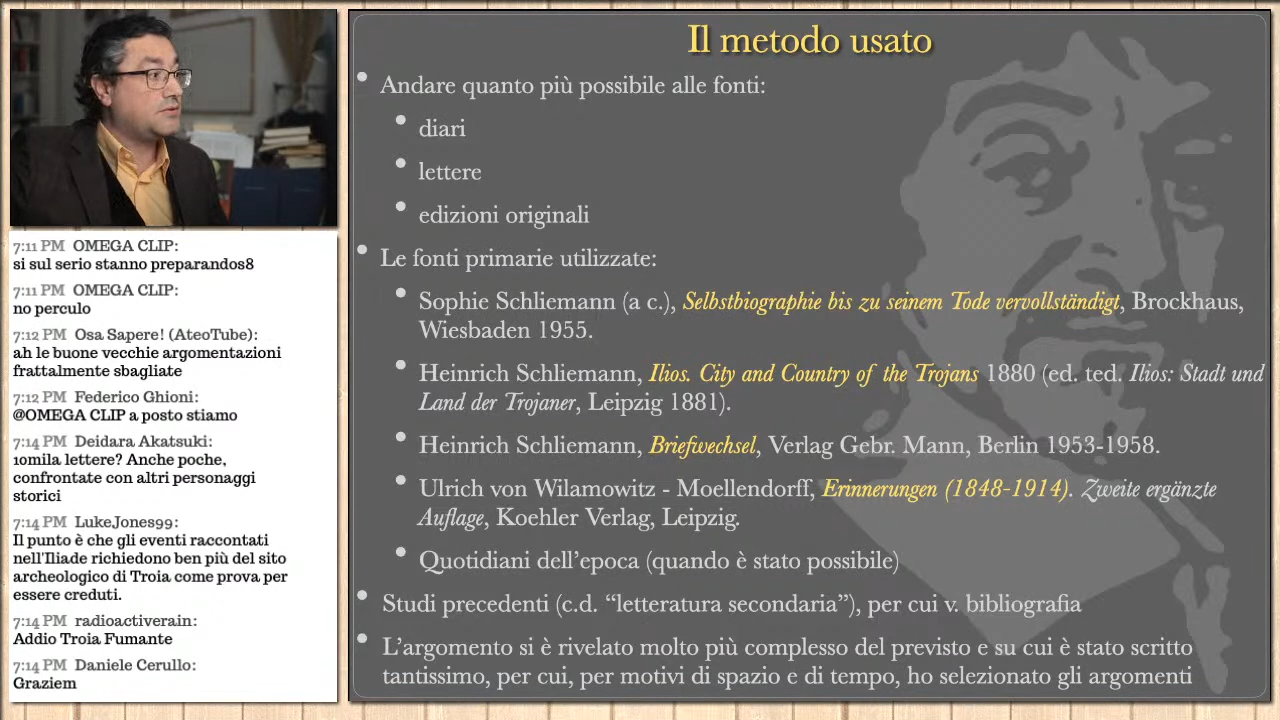 Il metodo usato
Andare quanto più possibile alle fonti:
diari
lettere
edizioni originali
Le fonti primarie utilizzate:
Sophie Schliemann (a c.), Selbstbiographie bis zu seinem Tode vervollständigt, Brockhaus,
Wiesbaden 1955.
Heinrich Schliemann, Ilios. City and Country of the Trojans 1880 (ed. ted. Ilios: Stadt und
Land der Trojaner, Leipzig 1881).
Heinrich Schliemann, Briefwechsel, Verlag Gebr. Mann, Berlin 1953-1958.
Ulrich von Wilamowitz - Moellendorff, Erinnerungen (1848-1914). Zweite ergänzte
Auflage, Koehler Verlag, Leipzig.
Quotidiani dell'epoca (quando è stato possibile)
Studi precedenti (c.d. "letteratura secondaria"), per cui v. bibliografia
L'argomento si è rivelato molto più complesso del previsto e su cui è stato scritto
tantissimo, per cui, per motivi di spazio e di tempo, ho selezionato gli argomenti
7:11 PM OMEGA CLIP:
si sul serio stanno preparandos8
7:11 PM OMEGA CLIP:
no perculo
7:12 PM Osa Sapere! (AteoTube):
ah le buone vecchie argomentazioni
frattalmente sbagliate
7:12 PM Federico Ghioni:
@OMEGA CLIP a posto stiamo
7:14 PM Deidara Akatsuki:
10mila lettere? Anche poche,
confrontate con altri personaggi
storici
7:14 PM LukeJones99:
Il punto è che gli eventi raccontati
nell'Iliade richiedono ben più del sito
archeologico di Troia come prova per
essere creduti.
7:14 PM radioactiverain:
Addio Troia Fumante
7:14 PM Daniele Cerullo:
Graziem